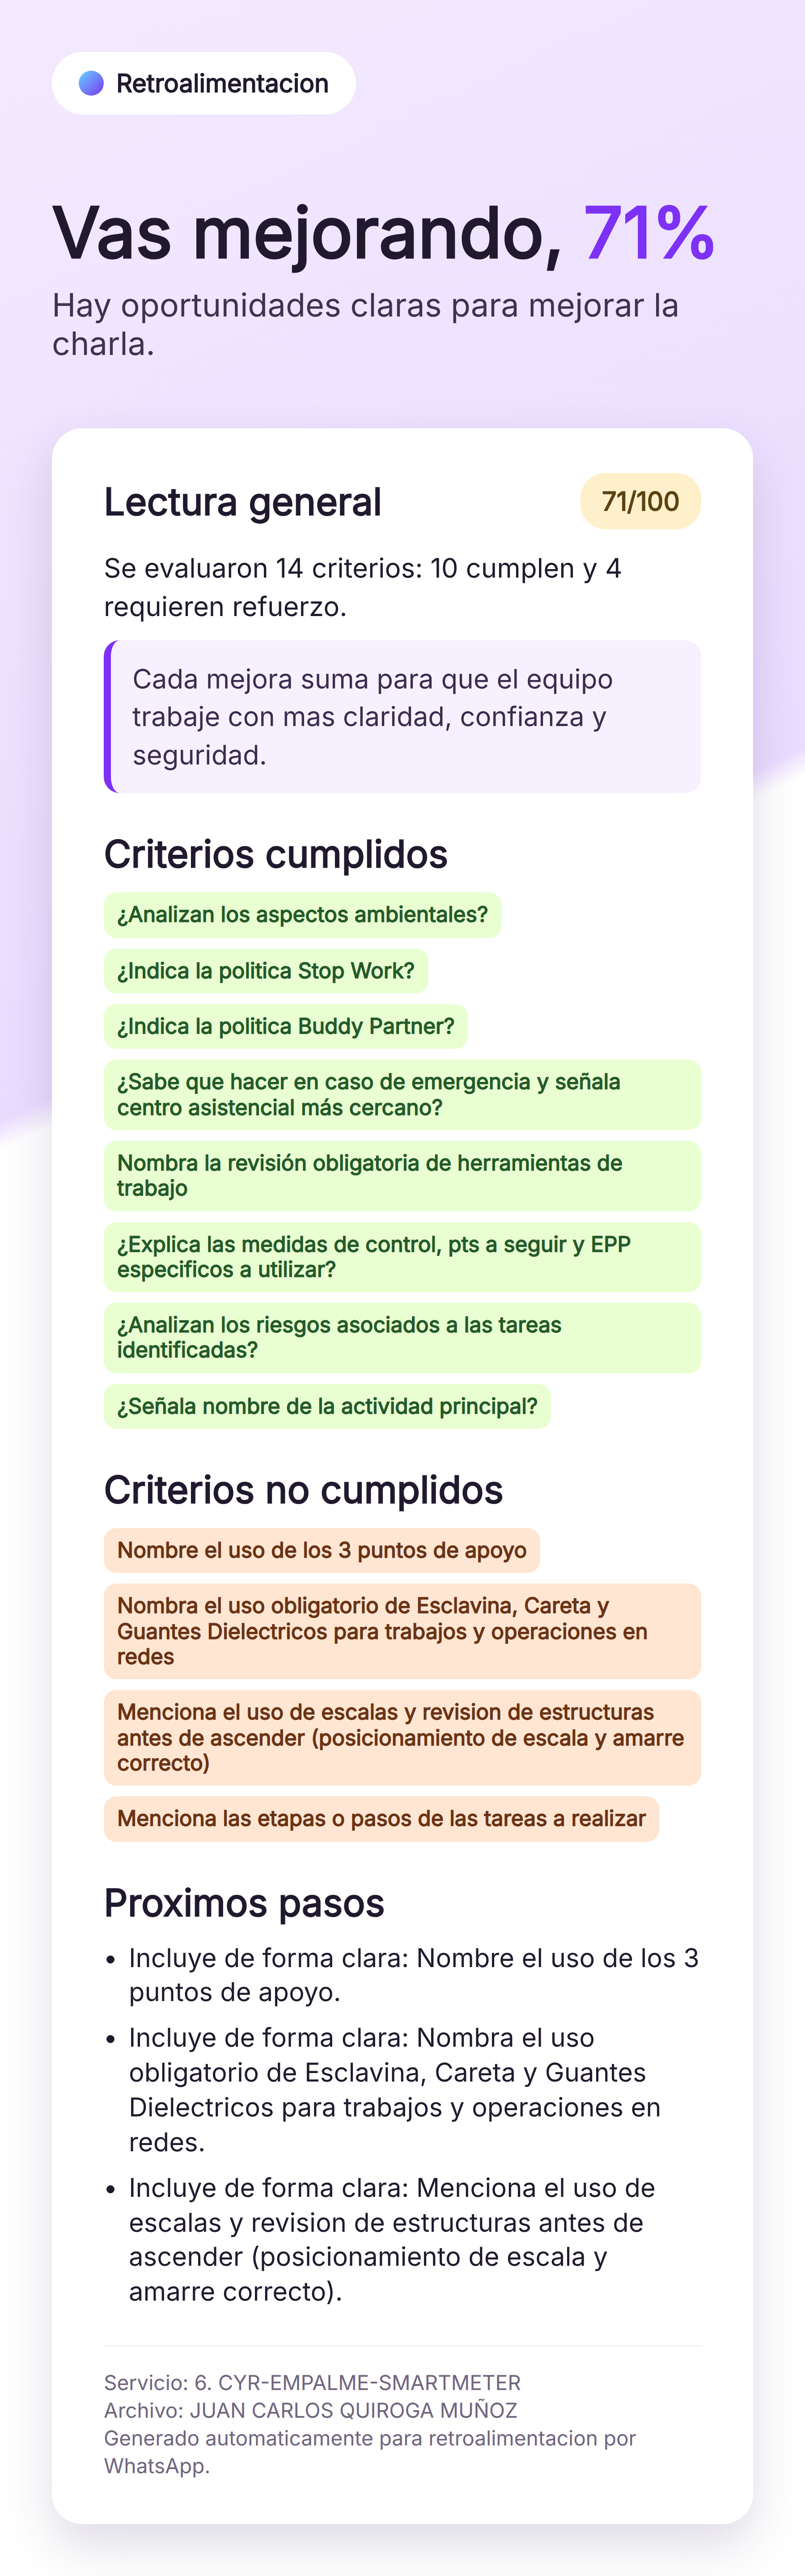 Retroalimentacion
Vas mejorando, 71%
Hay oportunidades claras para mejorar la
charla.
Lectura general
71/100
Se evaluaron 14 criterios: 10 cumplen y 4
requieren refuerzo.
Cada mejora suma para que el equipo
trabaje con mas claridad, confianza y
seguridad.
Criterios cumplidos
¿Analizan los aspectos ambientales?
¿Indica la politica Stop Work?
¿Indica la politica Buddy Partner?
¿Sabe que hacer en caso de emergencia y señala
centro asistencial más cercano?
Nombra la revisión obligatoria de herramientas de
trabajo
¿Explica las medidas de control, pts a seguir y EPP
especificos a utilizar?
¿Analizan los riesgos asociados a las tareas
identificadas?
¿Señala nombre de la actividad principal?
Criterios no cumplidos
Nombre el uso de los 3 puntos de apoyo
Nombra el uso obligatorio de Esclavina, Careta y
Guantes Dielectricos para trabajos y operaciones en
redes
Menciona el uso de escalas y revision de estructuras
antes de ascender (posicionamiento de escala y amarre
correcto)
Menciona las etapas o pasos de las tareas a realizar
Proximos pasos
• Incluye de forma clara: Nombre el uso de los 3
puntos de apoyo.
• Incluye de forma clara: Nombra el uso
obligatorio de Esclavina, Careta y Guantes
Dielectricos para trabajos y operaciones en
redes.
• Incluye de forma clara: Menciona el uso de
escalas y revision de estructuras antes de
ascender (posicionamiento de escala y
amarre correcto).
Servicio: 6. CYR-EMPALME-SMARTMETER
Archivo: JUAN CARLOS QUIROGA MUÑOZ
Generado automaticamente para retroalimentacion por
WhatsApp.